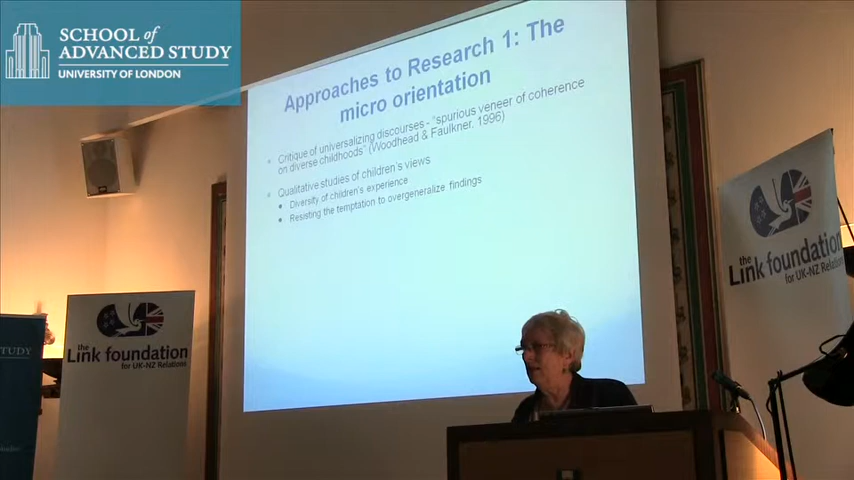 SCHOOL of
ADVANCED STUDY
UNIVERSITY OF LONDON
Approaches to Research 1: The
micro orientation
Critique of universalizing discourses - "spurious veneer of coherence
on diverse childhoods" (Woodhead & Faulkner. 1996)
Qualitative studies of children's views
Diversity of children's experience
Resisting the temptation to overgeneralize findings
the
Link foundation
for UK-NZ Relations
the
Link foundation
for UK-NZ Relations
STUDY